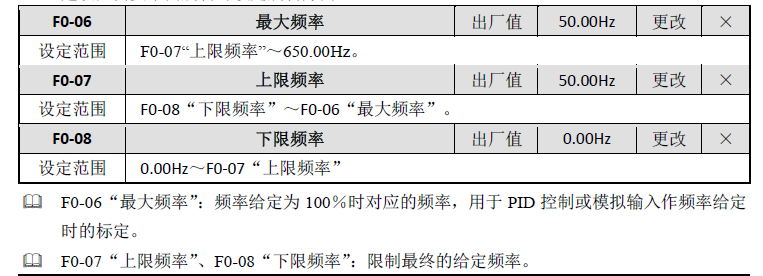 F0-06 最大频率 出厂值 50.00Hz 更改 ×
设定范围 F0-07“上限频率”～650.00Hz。
F0-07 上限频率 出厂值 50.00Hz 更改 ×
设定范围 F0-08“下限频率”～F0-06“最大频率”。
F0-08 下限频率 出厂值 0.00Hz 更改 ×
设定范围 0.00Hz～F0-07“上限频率”
F0-06“最大频率”：频率给定为 100％时对应的频率，用于 PID 控制或模拟输入作频率给定
时的标定。
F0-07“上限频率”、F0-08“下限频率”：限制最终的给定频率。